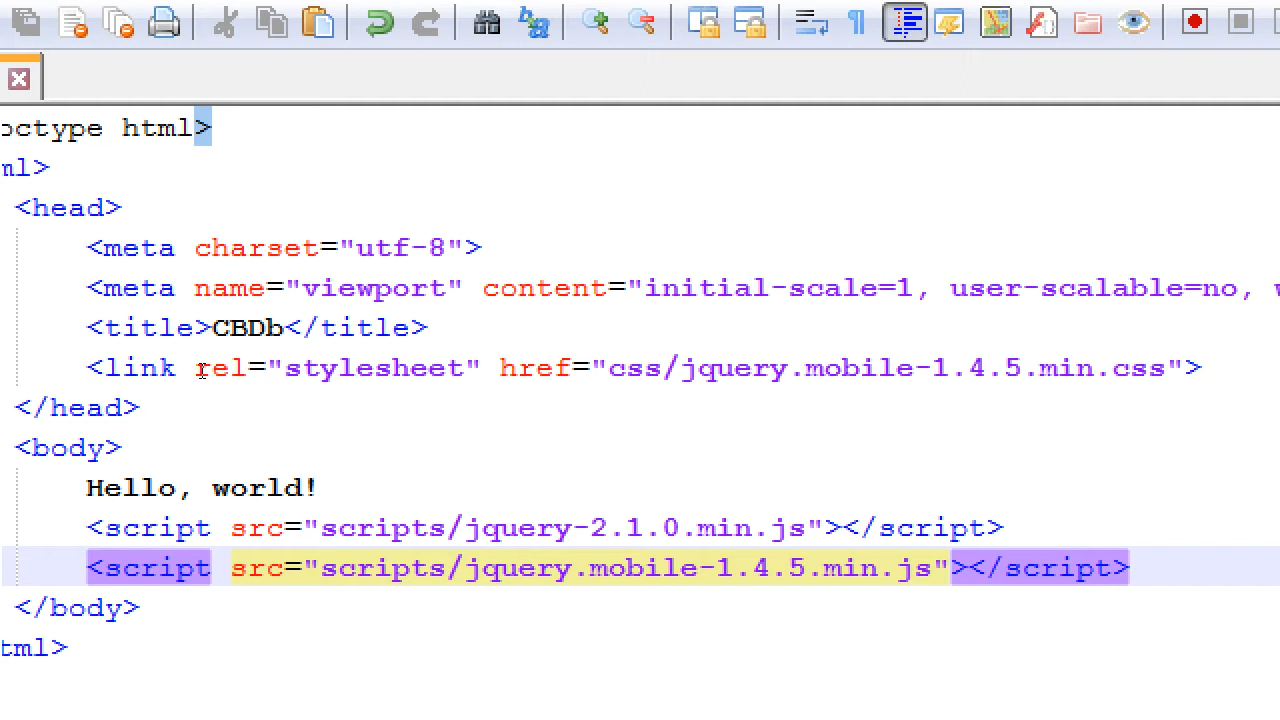 octype html>
ml>
<head>
<meta charset="utf-8">
<meta name="viewport" content="initial-scale=1, user-scalable=no, w
<title>CBDb</title>
<link rel="stylesheet" href="css/jquery.mobile-1.4.5.min.css">
</head>
<body>
Hello, world!
<script src="scripts/jquery-2.1.0.min.js"></script>
<script src="scripts/jquery.mobile-1.4.5.min.js"></script>
</body>
tml>